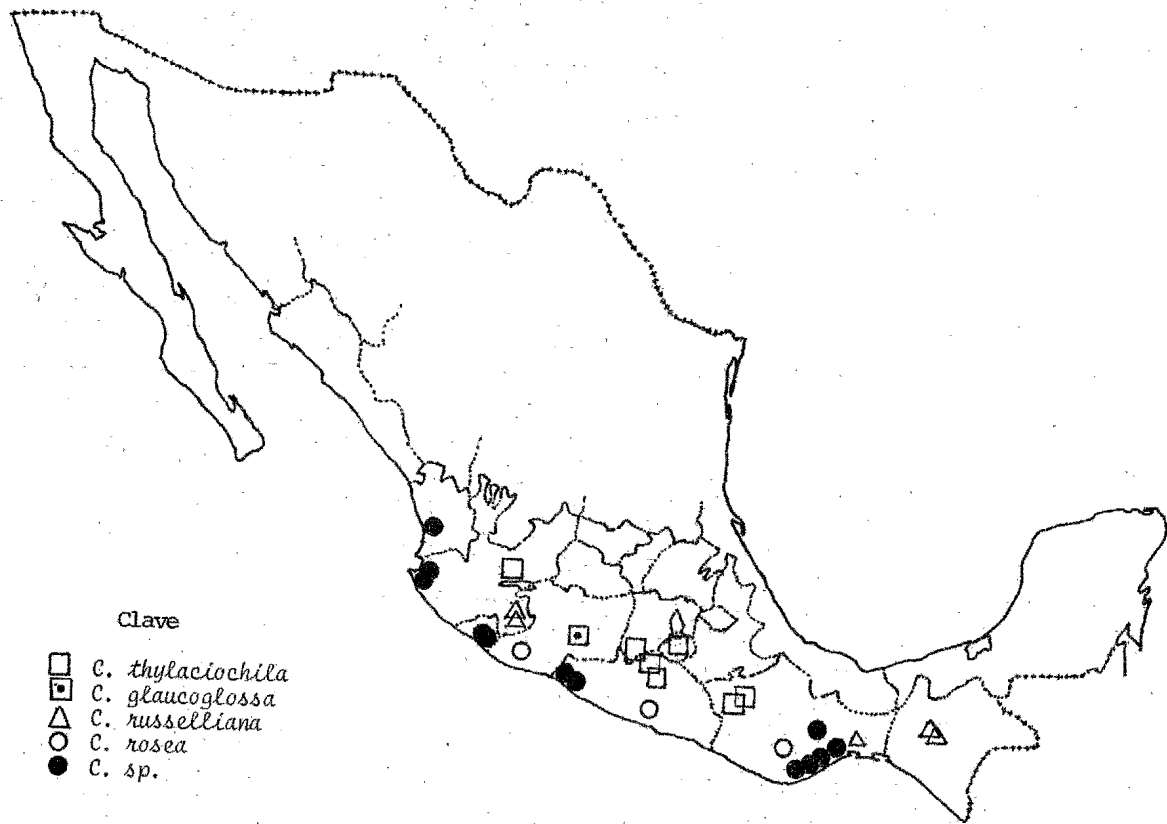 Clave
C. thylaciochila
C. glaucoglossa
C. russelliana
C. rosea
C. sp.